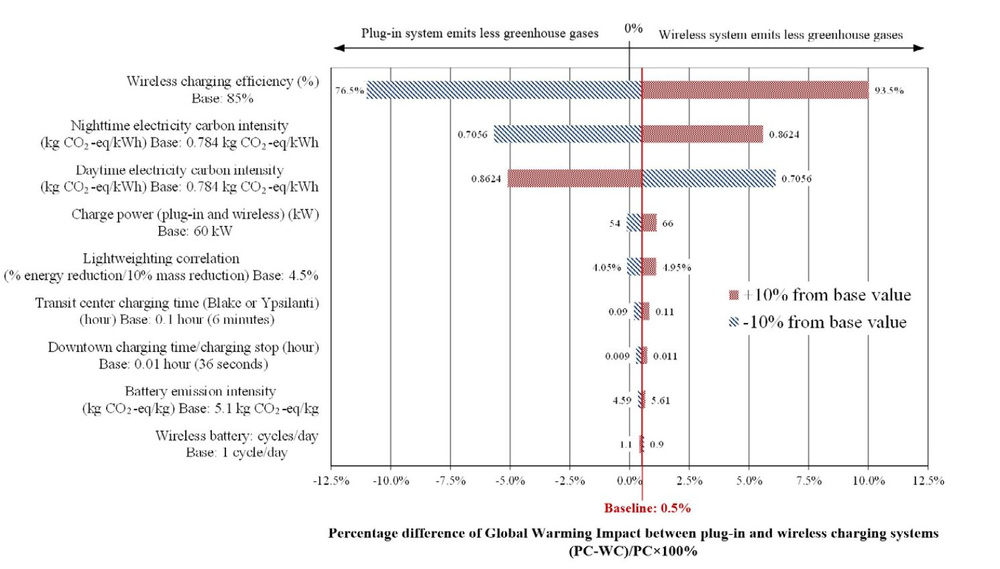 0%
Plug-in system emits less greenhouse gases
Wireless system emits less greenhouse gases
Wireless charging efficiency (%)
Base: 85%
76.5%
93.5%
Nighttime electricity carbon intensity
(kg CO₂-eq/kWh) Base: 0.784 kg CO₂-eq/kWh
0.7056
0.8624
Daytime electricity carbon intensity
(kg CO₂-eq/kWh) Base: 0.784 kg CO₂-eq/kWh
0.8624
0.7056
Charge power (plug-in and wireless) (kW)
Base: 60 kW
54
66
Lightweighting correlation
(% energy reduction/10% mass reduction) Base: 4.5%
4.05%
4.95%
Transit center charging time (Blake or Ypsilanti)
(hour) Base: 0.1 hour (6 minutes)
0.09
0.11
Downtown charging time/charging stop (hour)
Base: 0.01 hour (36 seconds)
0.009
0.011
Battery emission intensity
(kg CO₂-eq/kg) Base: 5.1 kg CO₂-eq/kg
4.59
5.61
Wireless battery: cycles/day
Base: 1 cycle/day
1.1
0.9
+10% from base value
-10% from base value
-12.5% -10.0% -7.5% -5.0% -2.5% 0.0% 2.5% 5.0% 7.5% 10.0% 12.5%
Baseline: 0.5%
Percentage difference of Global Warming Impact between plug-in and wireless charging systems
(PC-WC)/PC×100%